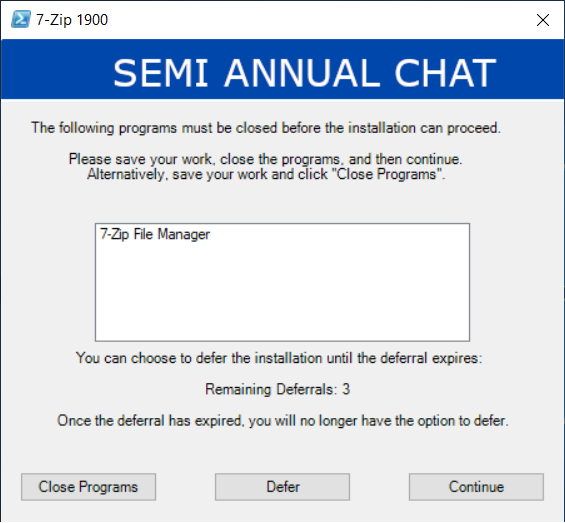 7-Zip 1900
SEMI ANNUAL CHAT
The following programs must be closed before the installation can proceed.
Please save your work, close the programs, and then continue.
Alternatively, save your work and click "Close Programs".
7-Zip File Manager
You can choose to defer the installation until the deferral expires:
Remaining Deferrals: 3
Once the deferral has expired, you will no longer have the option to defer.
Close Programs Defer Continue